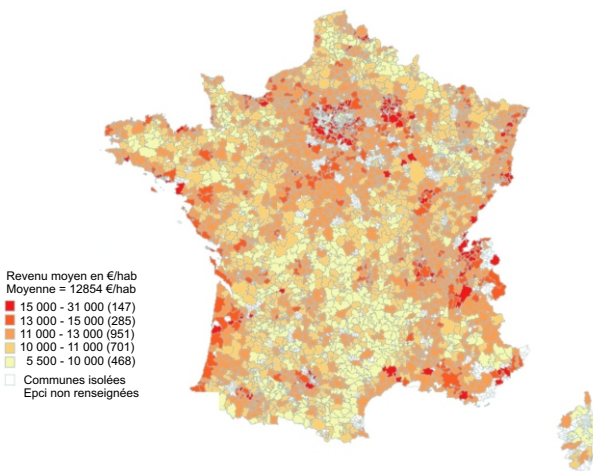 Revenu moyen en €/hab
Moyenne = 12854 €/hab
15 000 - 31 000 (147)
13 000 - 15 000 (285)
11 000 - 13 000 (951)
10 000 - 11 000 (701)
5 500 - 10 000 (468)
Communes isolées
Epci non renseignées